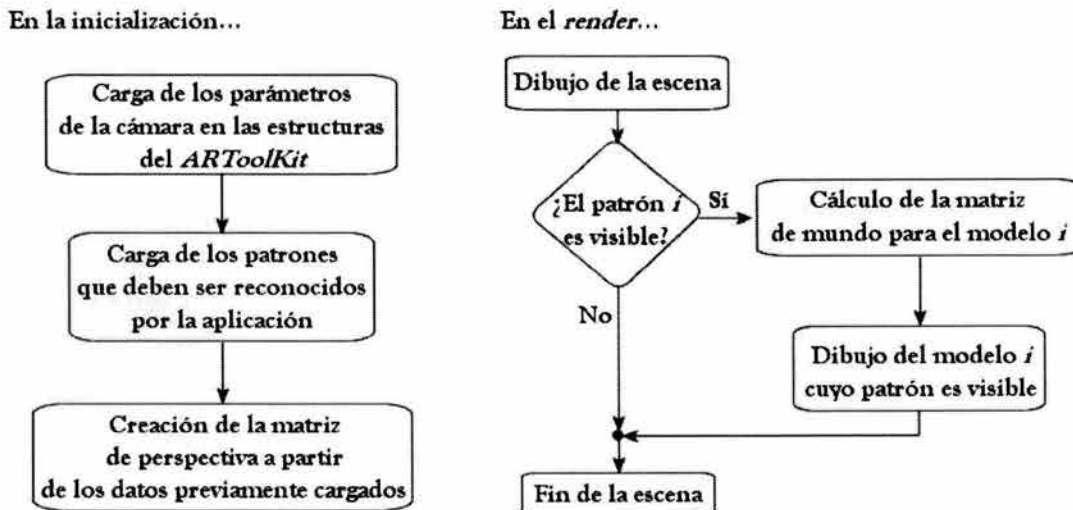 En la inicialización...
Carga de los parámetros
de la cámara en las estructuras
del ARToolKit
Carga de los patrones
que deben ser reconocidos
por la aplicación
Creación de la matriz
de perspectiva a partir
de los datos previamente cargados
En el render...
Dibujo de la escena
¿El patrón i
es visible?
Sí
Cálculo de la matriz
de mundo para el modelo i
No
Dibujo del modelo i
cuyo patrón es visible
Fin de la escena